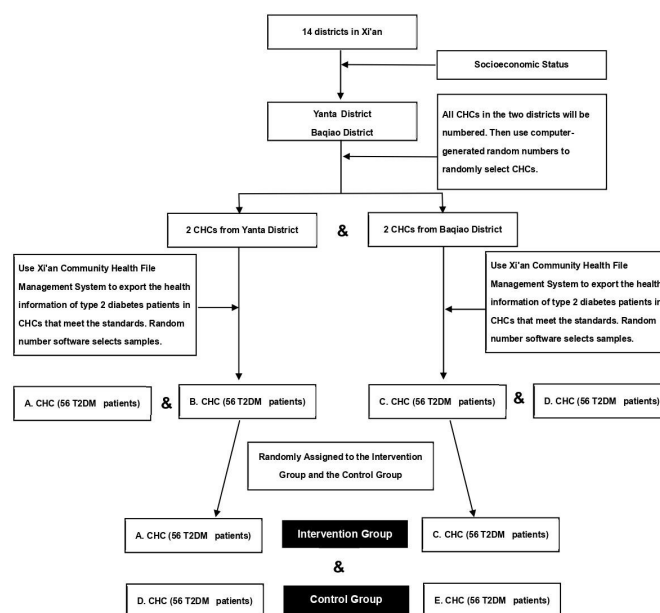 14 districts in Xi'an
Socioeconomic Status
Yanta District
Baqiao District
All CHCs in the two districts will be
numbered. Then use computer-
generated random numbers to
randomly select CHCs.
2 CHCs from Yanta District
&
2 CHCs from Baqiao District
Use Xi'an Community Health File
Management System to export the health
information of type 2 diabetes patients in
CHCs that meet the standards. Random
number software selects samples.
Use Xi'an Community Health File
Management System to export the health
information of type 2 diabetes patients in
CHCs that meet the standards. Random
number software selects samples.
A. CHC (56 T2DM patients)
&
B. CHC (56 T2DM patients)
C. CHC (56 T2DM patients)
&
D. CHC (56 T2DM patients)
Randomly Assigned to the Intervention
Group and the Control Group
A. CHC (56 T2DM patients)
Intervention Group
C. CHC (56 T2DM patients)
&
D. CHC (56 T2DM patients)
Control Group
E. CHC (56 T2DM patients)